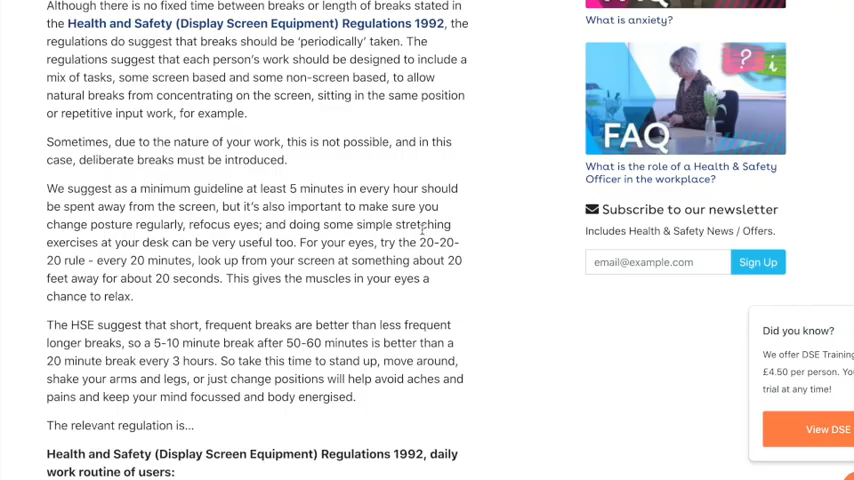 Although there is no fixed time between breaks or length of breaks stated in
the Health and Safety (Display Screen Equipment) Regulations 1992, the
regulations do suggest that breaks should be 'periodically' taken. The
regulations suggest that each person's work should be designed to include a
mix of tasks, some screen based and some non-screen based, to allow
natural breaks from concentrating on the screen, sitting in the same position
or repetitive input work, for example.
Sometimes, due to the nature of your work, this is not possible, and in this
case, deliberate breaks must be introduced.
We suggest as a minimum guideline at least 5 minutes in every hour should
be spent away from the screen, but it's also important to make sure you
change posture regularly, refocus eyes; and doing some simple stretching
exercises at your desk can be very useful too. For your eyes, try the 20-20-
20 rule - every 20 minutes, look up from your screen at something about 20
feet away for about 20 seconds. This gives the muscles in your eyes a
chance to relax.
The HSE suggest that short, frequent breaks are better than less frequent
longer breaks, so a 5-10 minute break after 50-60 minutes is better than a
20 minute break every 3 hours. So take this time to stand up, move around,
shake your arms and legs, or just change positions will help avoid aches and
pains and keep your mind focussed and body energised.
The relevant regulation is...
Health and Safety (Display Screen Equipment) Regulations 1992, daily
work routine of users:
What is anxiety?
?
i
FAQ
What is the role of a Health & Safety
Officer in the workplace?
Subscribe to our newsletter
Includes Health & Safety News / Offers.
email@example.com
Sign Up
Did you know?
We offer DSE Training
£4.50 per person. You
trial at any time!
View DSE